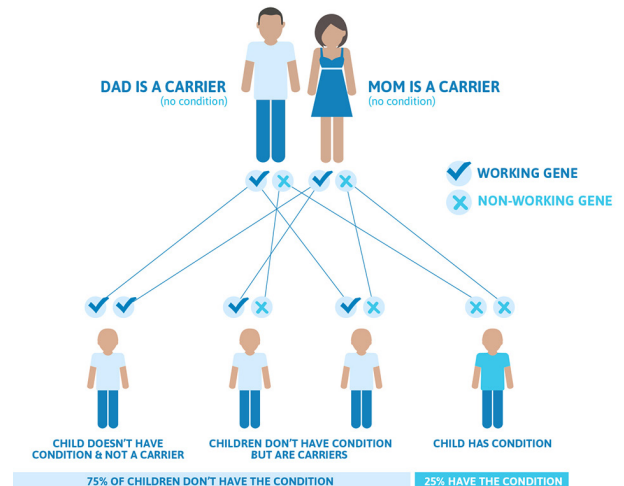 DAD IS A CARRIER
(no condition)
MOM IS A CARRIER
(no condition)
WORKING GENE
NON-WORKING GENE
CHILD DOESN'T HAVE
CONDITION & NOT A CARRIER
CHILDREN DON'T HAVE CONDITION
BUT ARE CARRIERS
CHILD HAS CONDITION
75% OF CHILDREN DON'T HAVE THE CONDITION
25% HAVE THE CONDITION